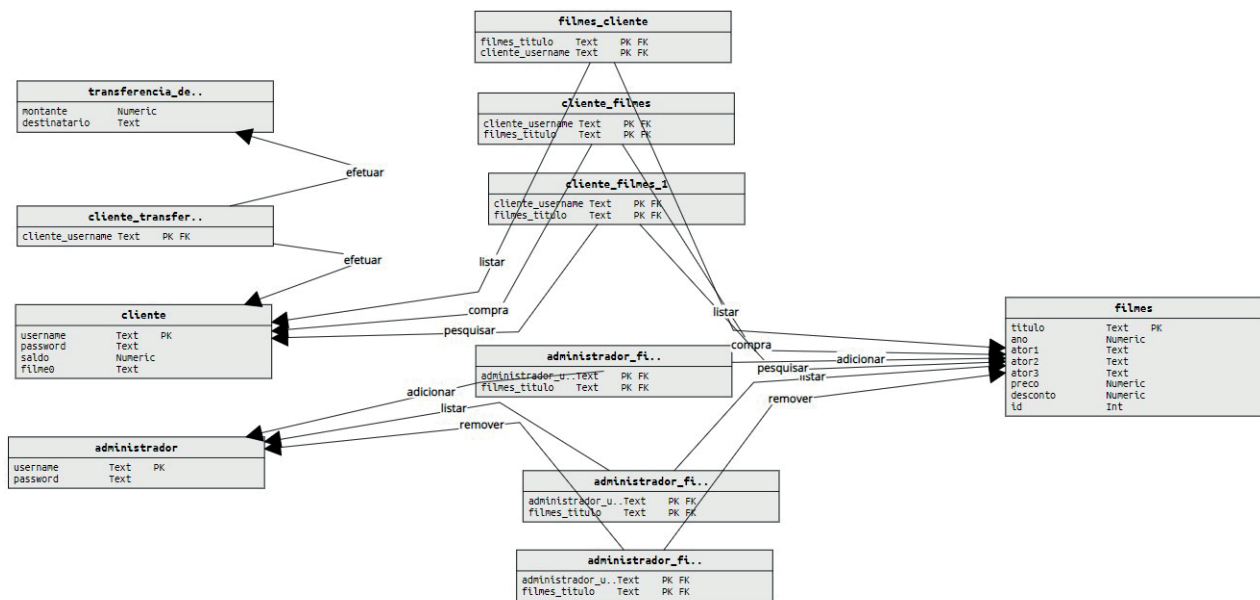 filmes_cliente
filmes_titulo Text PK FK
cliente_username Text PK FK
transferencia_de..
montante Numeric
destinatario Text
cliente_filmes
cliente_username Text PK FK
filmes_titulo Text PK FK
efetuar
cliente_filmes_1
cliente_username Text PK FK
filmes_titulo Text PK FK
cliente_transfer..
cliente_username Text PK FK
efetuar
listar
cliente
username Text PK
password Text
saldo Numeric
filme0 Text
compra
pesquisar
listar
compra
adicionar
pesquisar
listar
remover
filmes
titulo Text PK
ano Numeric
ator1 Text
ator2 Text
ator3 Text
preco Numeric
desconto Numeric
id Int
administrador_fi..
administrador_u..Text PK FK
filmes_titulo Text PK FK
adicionar
listar
remover
administrador
username Text PK
password Text
administrador_fi..
administrador_u..Text PK FK
filmes_titulo Text PK FK
administrador_fi..
administrador_u..Text PK FK
filmes_titulo Text PK FK